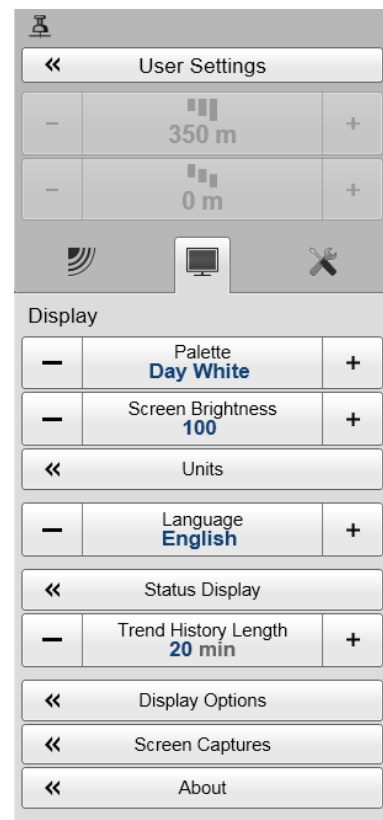 User Settings
350 m
0 m
Display
Palette
Day White
Screen Brightness
100
Units
Language
English
Status Display
Trend History Length
20 min
Display Options
Screen Captures
About